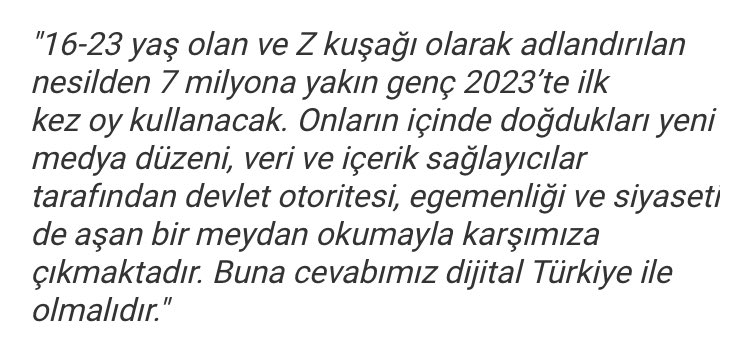 "16-23 yaş olan ve Z kuşağı olarak adlandırılan
nesilden 7 milyona yakın genç 2023’te ilk
kez oy kullanacak. Onların içinde doğdukları yeni
medya düzeni, veri ve içerik sağlayıcılar
tarafından devlet otoritesi, egemenliği ve siyaseti
de aşan bir meydan okumayla karşımıza
çıkmaktadır. Buna cevabımız dijital Türkiye ile
olmalıdır."